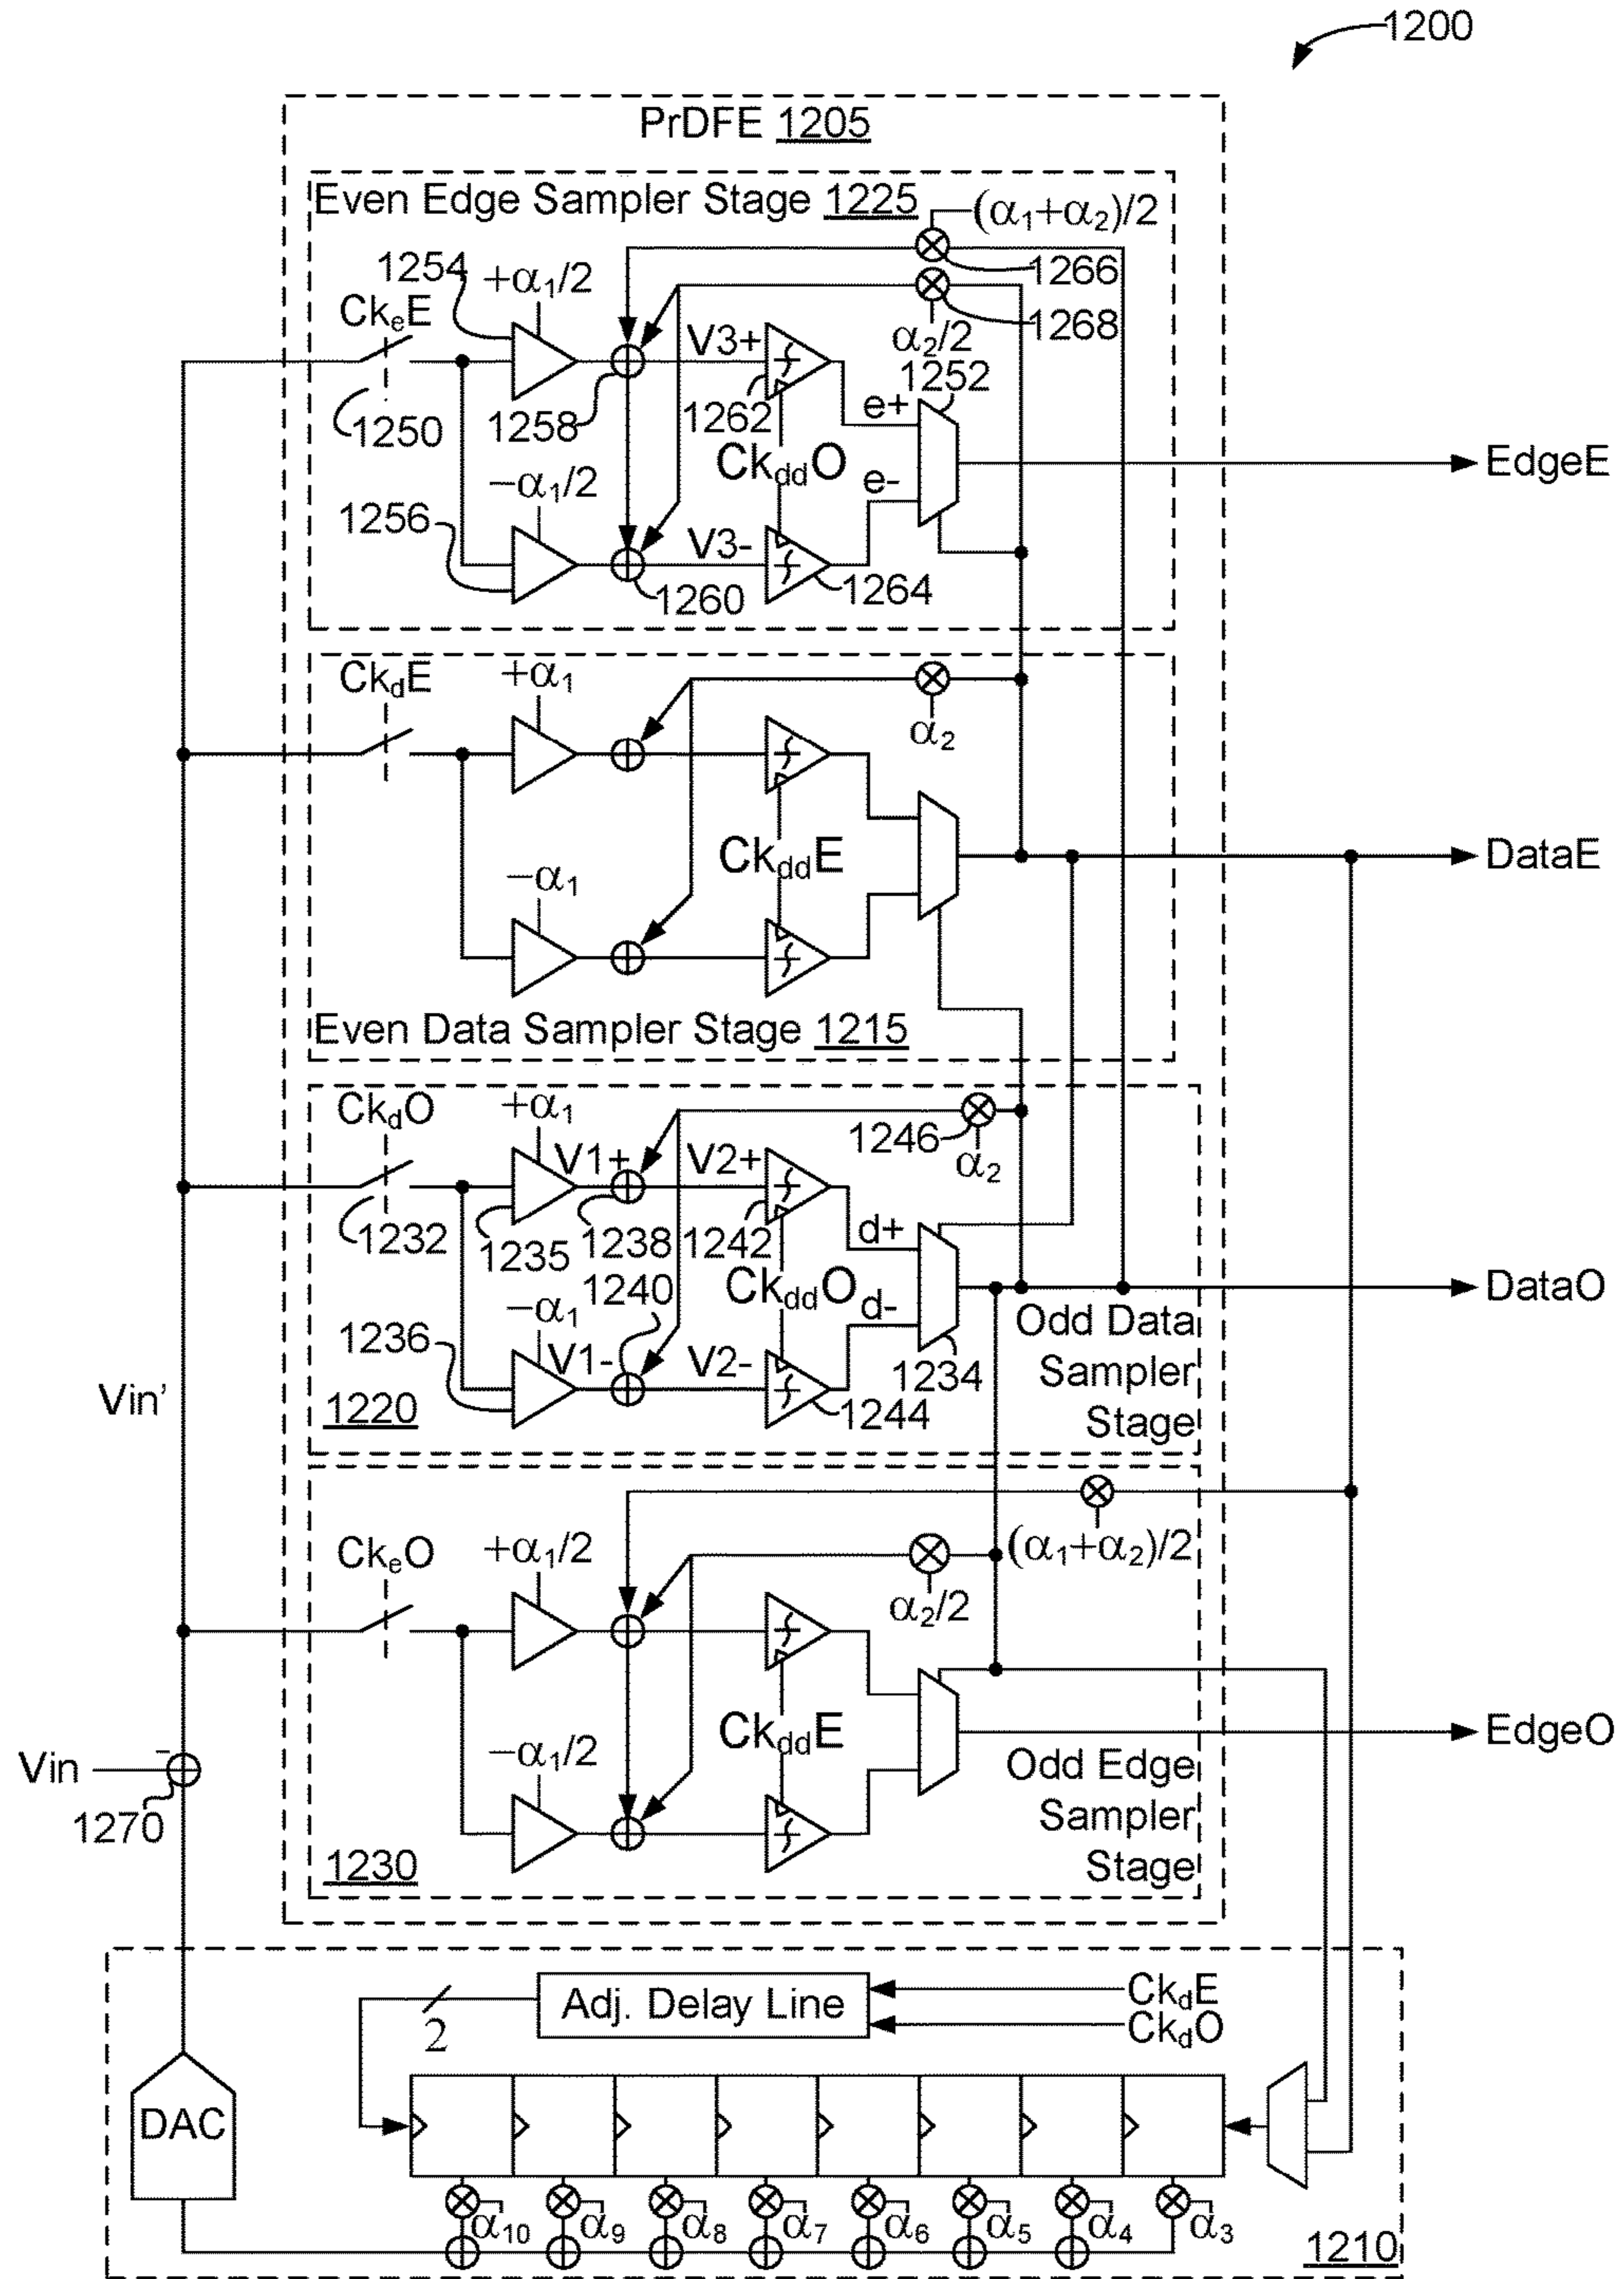 1200
PrDFE 1205
Even Edge Sampler Stage 1225
(α₁+α₂)/2
1266
1254
+α₁/2
CkₑE
1268
α₂/2
V3+
1252
1250
1258
1262
e+
CkddO
EdgeE
e-
−α₁/2
1256
V3-
1260
1264
CkdE
+α₁
α₂
CkddE
DataE
−α₁
Even Data Sampler Stage 1215
CkdO
+α₁
1246
α₂
V1+
V2+
1232
1235
1238
1242
d+
1240
CkddO
DataO
−α₁
d-
Odd Data
Sampler
Stage
1236
V1-
V2-
1234
Vin'
1220
1244
(α₁+α₂)/2
CkₑO
+α₁/2
α₂/2
CkddE
EdgeO
−α₁/2
Odd Edge
Sampler
Stage
Vin
−
1270
1230
Adj. Delay Line
CkdE
CkdO
2
DAC
α₁₀
α₉
α₈
α₇
α₆
α₅
α₄
α₃
1210